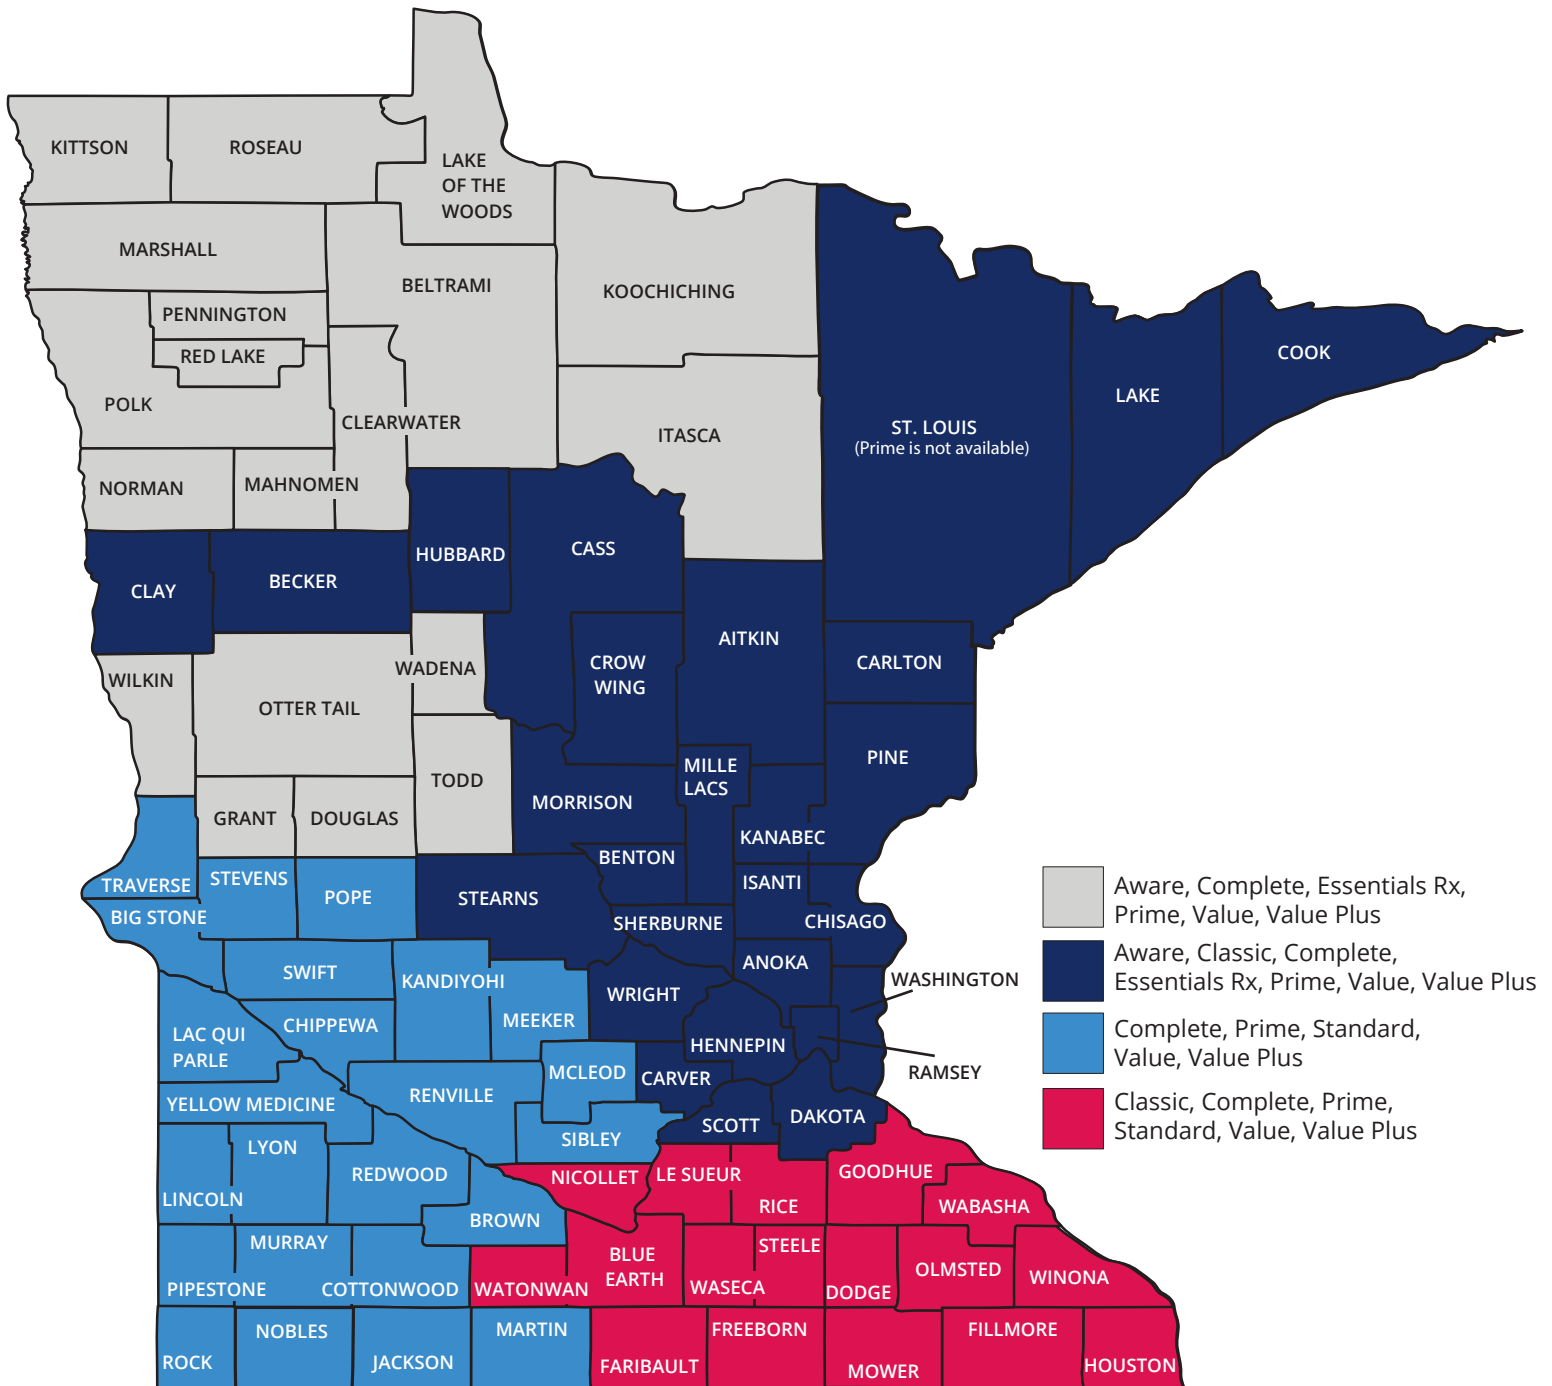 KITTSON
ROSEAU
LAKE
OF THE
WOODS
MARSHALL
BELTRAMI
KOOCHICHING
PENNINGTON
RED LAKE
COOK
LAKE
POLK
CLEARWATER
ITASCA
ST. LOUIS
(Prime is not available)
NORMAN
MAHNOMEN
HUBBARD
CASS
CLAY
BECKER
AITKIN
CROW
WING
CARLTON
WADENA
WILKIN
OTTER TAIL
PINE
MILLE
LACS
TODD
MORRISON
GRANT
DOUGLAS
KANABEC
BENTON
STEVENS
TRAVERSE
POPE
STEARNS
ISANTI
BIG STONE
SHERBURNE
CHISAGO
SWIFT
KANDIYOHI
ANOKA
WASHINGTON
WRIGHT
MEEKER
CHIPPEWA
LAC QUI
PARLE
HENNEPIN
RAMSEY
MCLEOD
CARVER
RENVILLE
YELLOW MEDICINE
DAKOTA
SCOTT
SIBLEY
LYON
REDWOOD
NICOLLET
LE SUEUR
GOODHUE
LINCOLN
RICE
WABASHA
BROWN
MURRAY
STEELE
BLUE
EARTH
OLMSTED
WINONA
PIPESTONE
COTTONWOOD
WATONWAN
WASECA
DODGE
NOBLES
MARTIN
FREEBORN
FILLMORE
ROCK
JACKSON
FARIBAULT
MOWER
HOUSTON
Aware, Complete, Essentials Rx,
Prime, Value, Value Plus
Aware, Classic, Complete,
Essentials Rx, Prime, Value, Value Plus
Complete, Prime, Standard,
Value, Value Plus
Classic, Complete, Prime,
Standard, Value, Value Plus